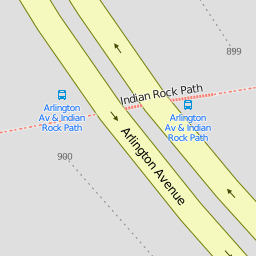 899
Indian Rock Path
Arlington
Av & Indian
Rock Path
Arlington
Av & Indian
Rock Path
Arlington Avenue
900